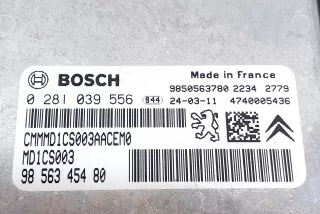 BOSCH
Made in France
9850563780 2234 2779
0 281 039 556 944 24-03-11 4740005436
CMMMD1CS003AACEM0
MD1CS003
98 563 454 80